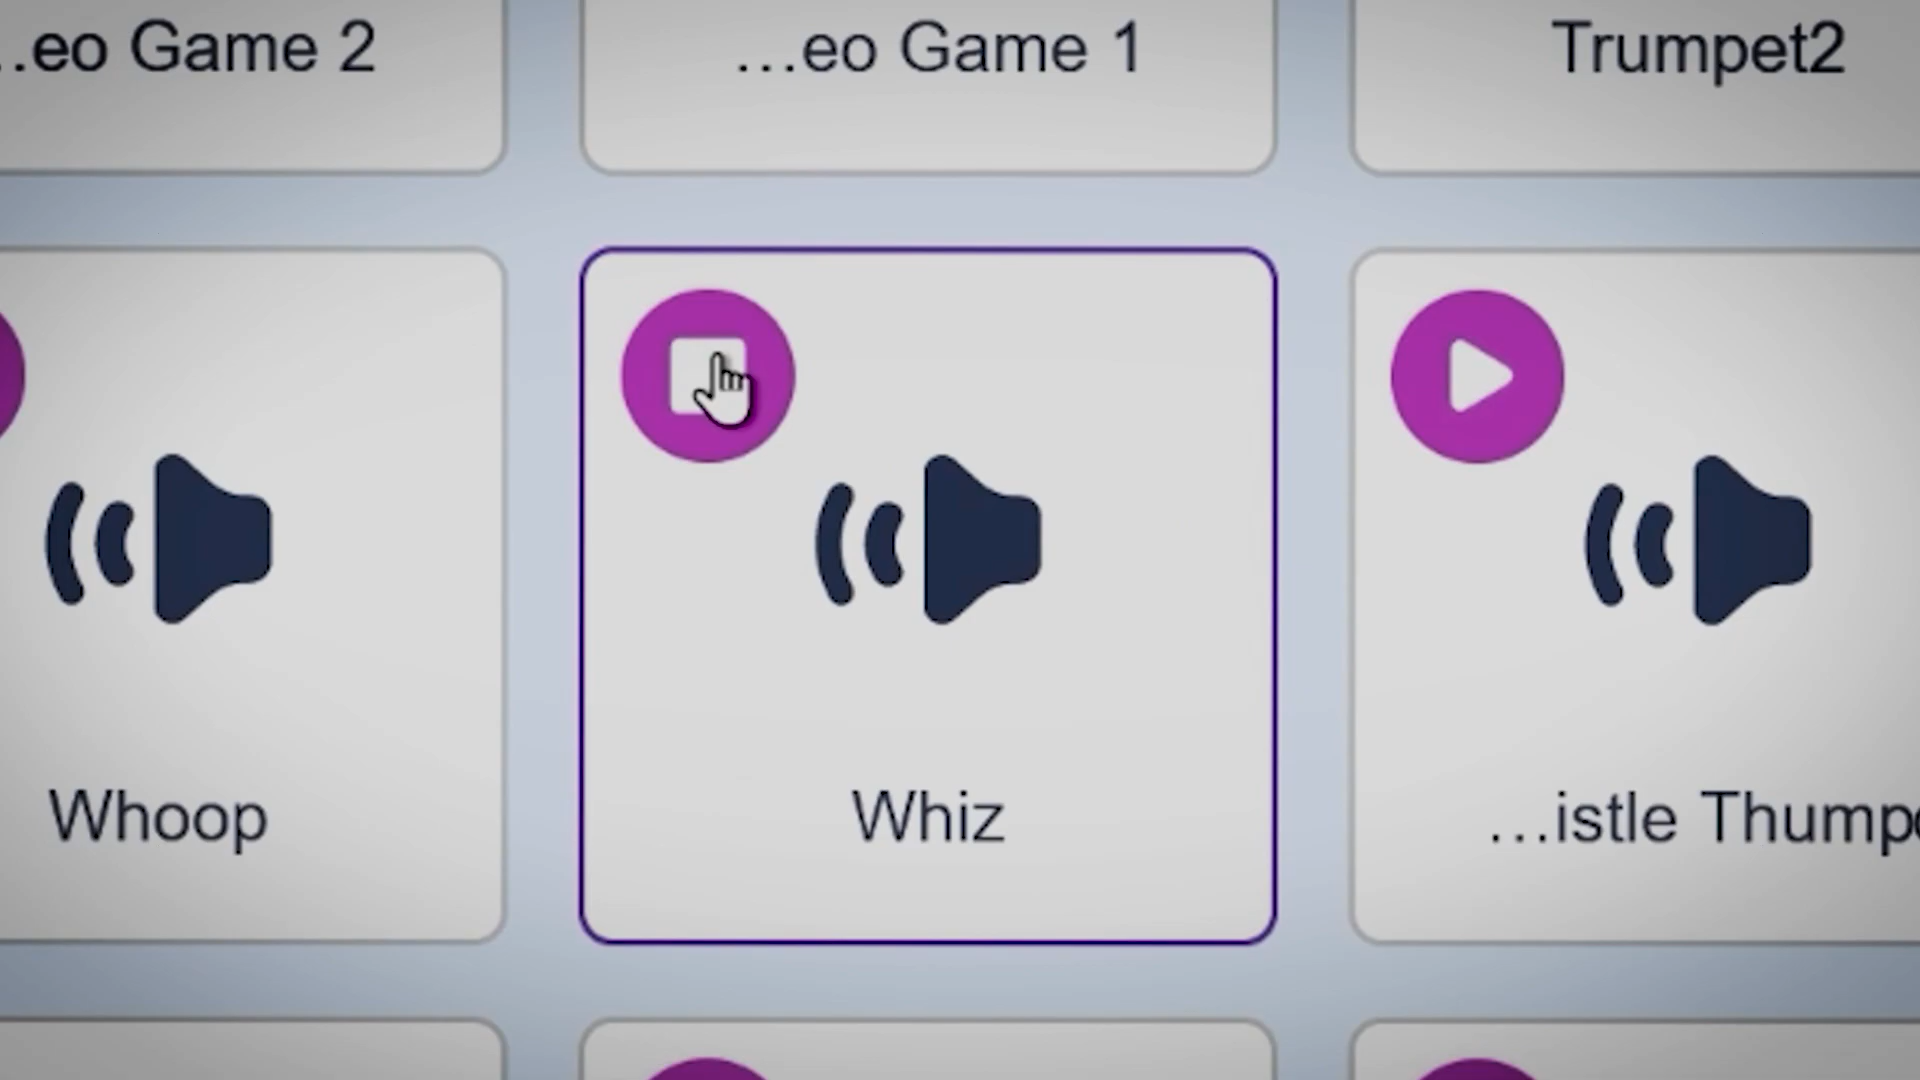 ...eo Game 2
...eo Game 1
Trumpet2
Whoop
Whiz
...istle Thump